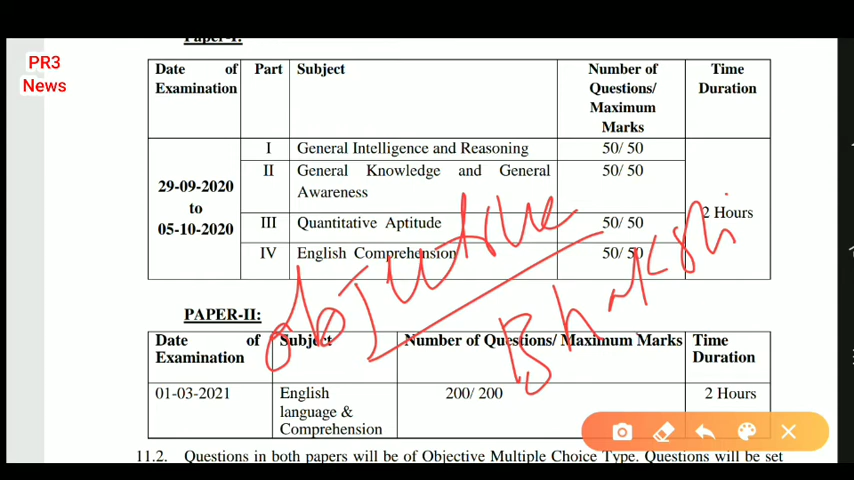 Paper-I:
PR3
News
Date of Examination Part Subject Number of Questions/ Maximum Marks Time Duration
29-09-2020 to 05-10-2020
I General Intelligence and Reasoning 50/ 50
II General Knowledge and General Awareness 50/ 50
III Quantitative Aptitude 50/ 50
IV English Comprehension 50/ 50
2 Hours
PAPER-II:
Date of Examination Subject Number of Questions/ Maximum Marks Time Duration
01-03-2021 English language & Comprehension 200/ 200 2 Hours
11.2. Questions in both papers will be of Objective Multiple Choice Type. Questions will be set